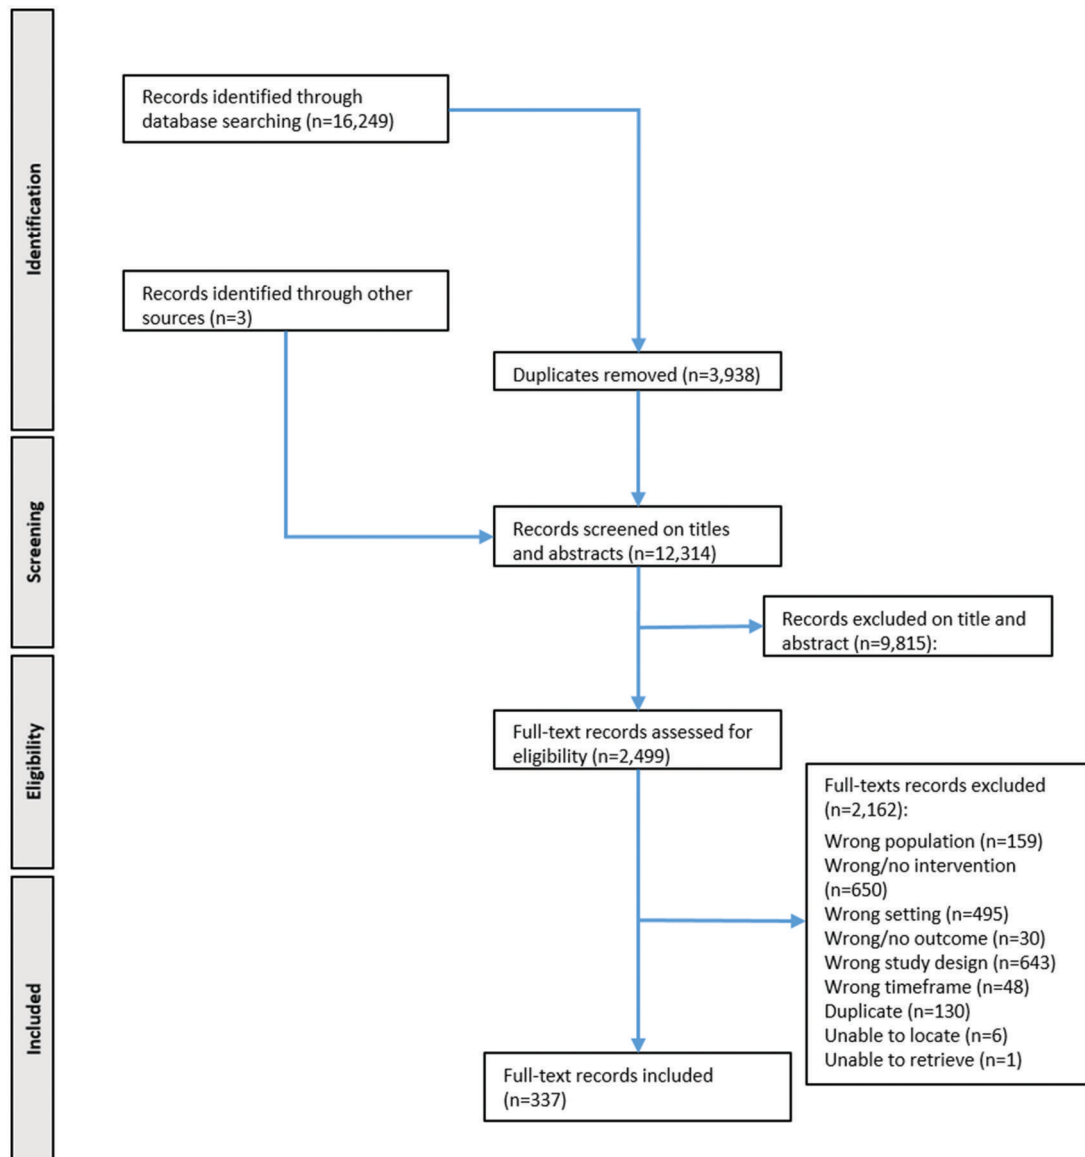 Identification
Records identified through
database searching (n=16,249)
Records identified through other
sources (n=3)
Duplicates removed (n=3,938)
Screening
Records screened on titles
and abstracts (n=12,314)
Records excluded on title and
abstract (n=9,815):
Eligibility
Full-text records assessed for
eligibility (n=2,499)
Full-texts records excluded
(n=2,162):
Wrong population (n=159)
Wrong/no intervention
(n=650)
Wrong setting (n=495)
Wrong/no outcome (n=30)
Wrong study design (n=643)
Wrong timeframe (n=48)
Duplicate (n=130)
Unable to locate (n=6)
Unable to retrieve (n=1)
Included
Full-text records included
(n=337)